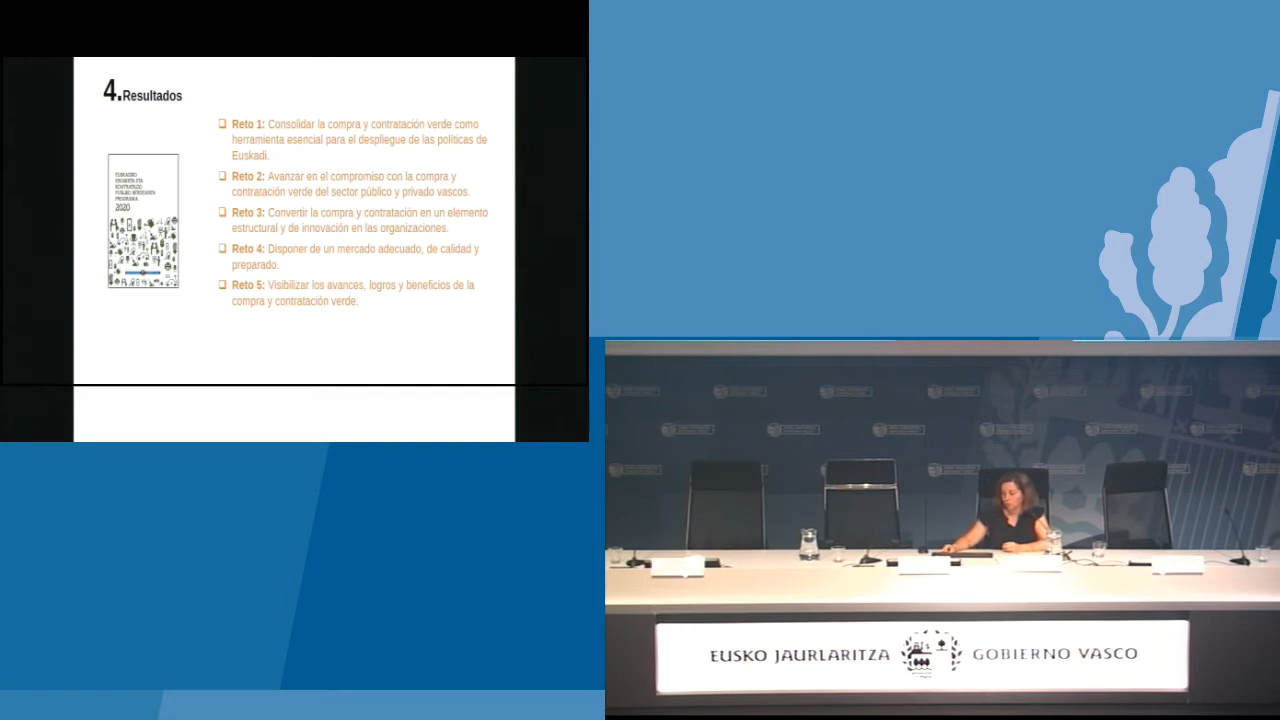 4.Resultados
Reto 1: Consolidar la compra y contratación verde como
herramienta esencial para el despliegue de las políticas de
Euskadi.
Reto 2: Avanzar en el compromiso con la compra y
contratación verde del sector público y privado vascos.
Reto 3: Convertir la compra y contratación en un elemento
estructural y de innovación en las organizaciones.
Reto 4: Disponer de un mercado adecuado, de calidad y
preparado.
Reto 5: Visibilizar los avances, logros y beneficios de la
compra y contratación verde.
EUSKADIKO
PROGRAMA
2020
EUSKO JAURLARITZA GOBIERNO VASCO